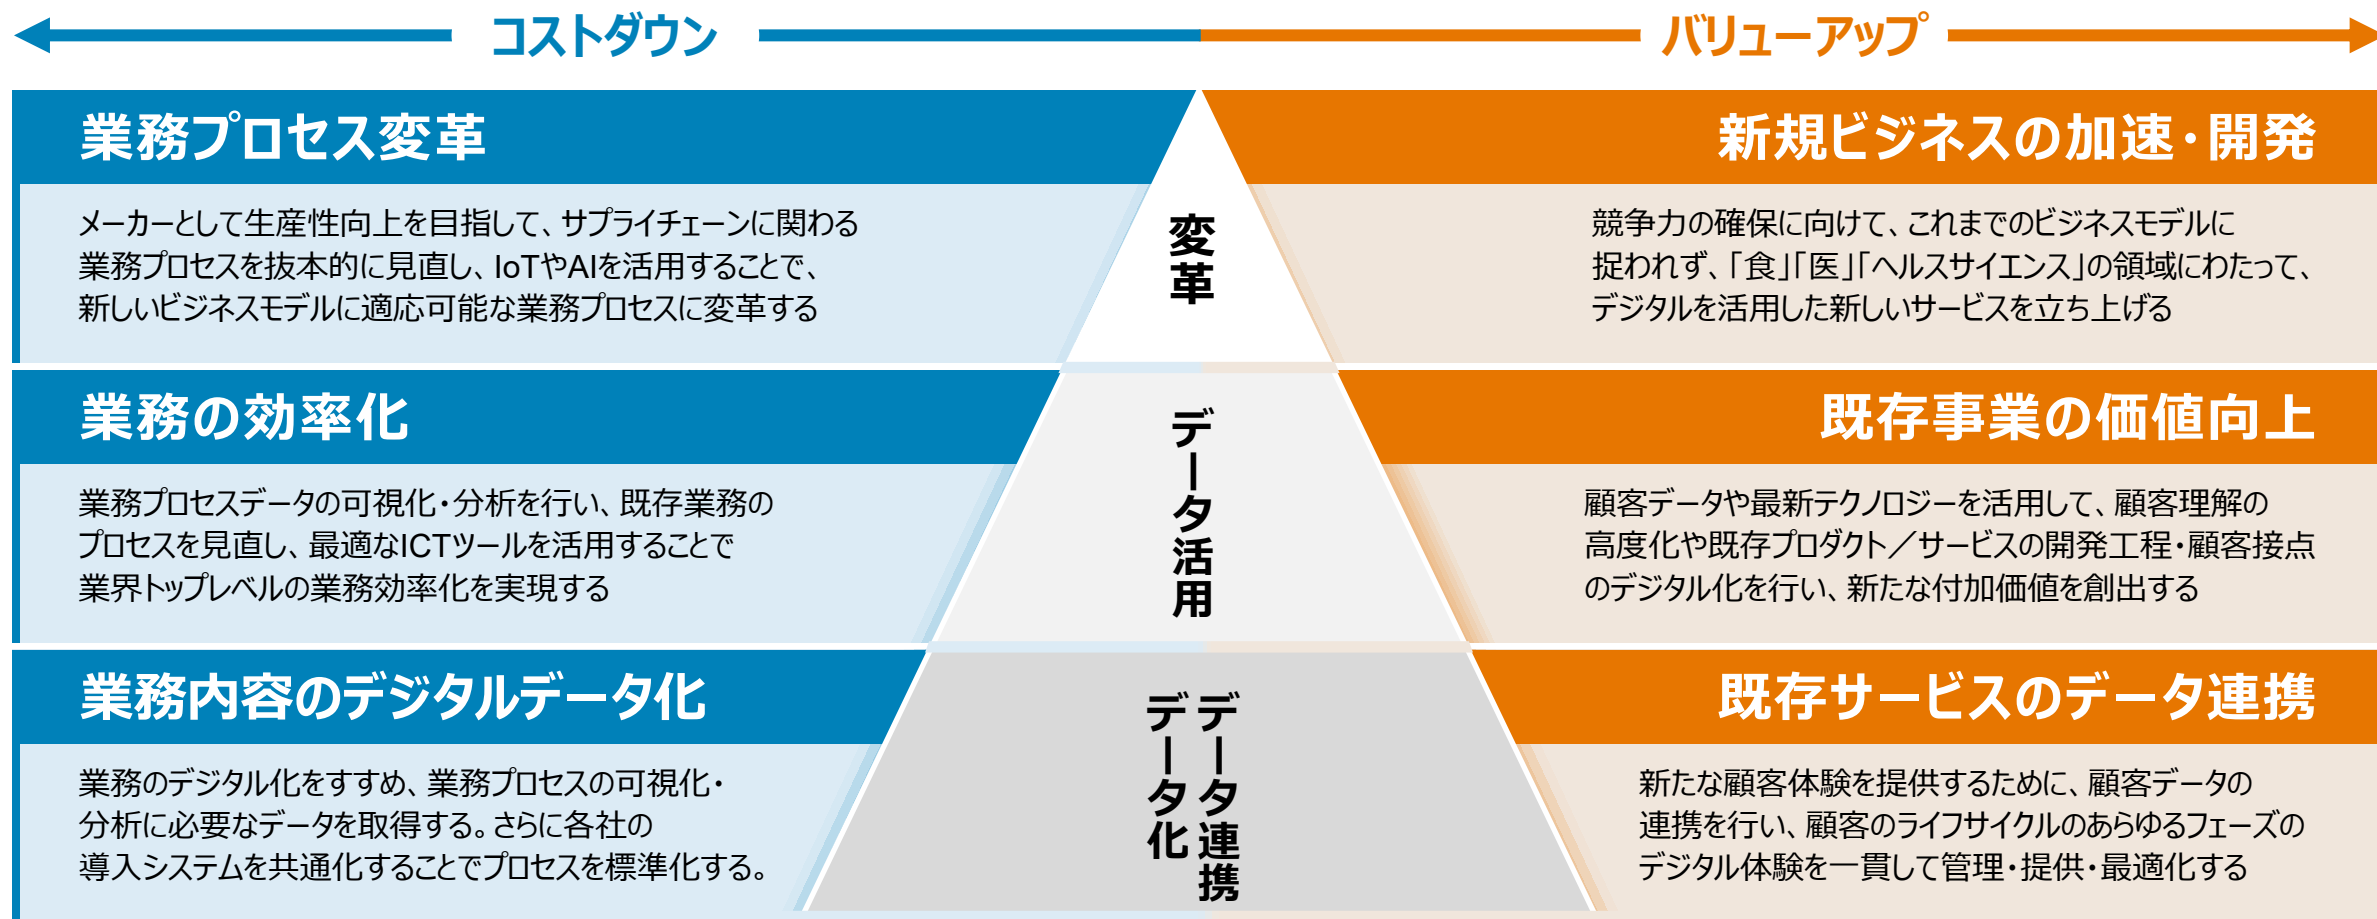 コストダウン
バリューアップ
業務プロセス変革
メーカーとして生産性向上を目指して、サプライチェーンに関わる
業務プロセスを抜本的に見直し、IoTやAIを活用することで、
新しいビジネスモデルに適応可能な業務プロセスに変革する
変革
新規ビジネスの加速・開発
競争力の確保に向けて、これまでのビジネスモデルに
捉われず、「食」「医」「ヘルスサイエンス」の領域にわたって、
デジタルを活用した新しいサービスを立ち上げる
業務の効率化
業務プロセスデータの可視化・分析を行い、既存業務の
プロセスを見直し、最適なICTツールを活用することで
業界トップレベルの業務効率化を実現する
データ活用
既存事業の価値向上
顧客データや最新テクノロジーを活用して、顧客理解の
高度化や既存プロダクト／サービスの開発工程・顧客接点
のデジタル化を行い、新たな付加価値を創出する
業務内容のデジタルデータ化
業務のデジタル化をすすめ、業務プロセスの可視化・
分析に必要なデータを取得する。さらに各社の
導入システムを共通化することでプロセスを標準化する。
データ連携
データ化
既存サービスのデータ連携
新たな顧客体験を提供するために、顧客データの
連携を行い、顧客のライフサイクルのあらゆるフェーズの
デジタル体験を一貫して管理・提供・最適化する